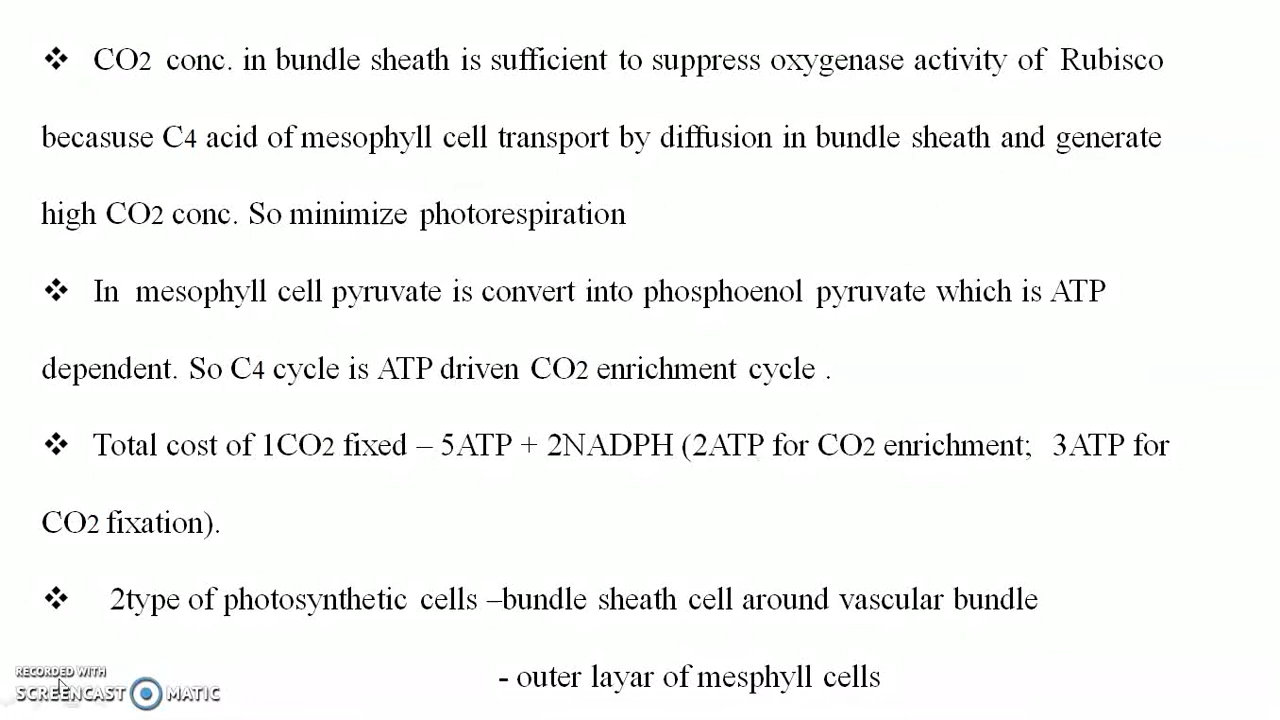 ❖ CO2 conc. in bundle sheath is sufficient to suppress oxygenase activity of Rubisco
becasuse C4 acid of mesophyll cell transport by diffusion in bundle sheath and generate
high CO2 conc. So minimize photorespiration
❖ In mesophyll cell pyruvate is convert into phosphoenol pyruvate which is ATP
dependent. So C4 cycle is ATP driven CO2 enrichment cycle .
❖ Total cost of 1CO2 fixed – 5ATP + 2NADPH (2ATP for CO2 enrichment; 3ATP for
CO2 fixation).
❖ 2type of photosynthetic cells –bundle sheath cell around vascular bundle
- outer layar of mesphyll cells
RECORDED WITH
SCREENCAST MATIC